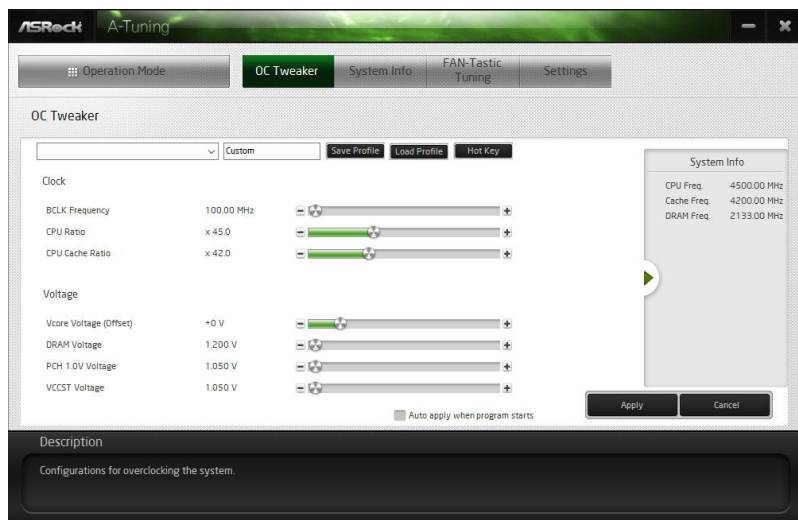 ASRock A-Tuning
Operation Mode OC Tweaker System Info FAN-Tastic Tuning Settings
OC Tweaker
Custom Save Profile Load Profile Hot Key
Clock
BCLK Frequency 100.00 MHz
CPU Ratio x 45.0
CPU Cache Ratio x 42.0
Voltage
Vcore Voltage (Offset) +0 V
DRAM Voltage 1.200 V
PCH 1.0V Voltage 1.050 V
VCCST Voltage 1.050 V
Auto apply when program starts
System Info
CPU Freq. 4500.00 MHz
Cache Freq. 4200.00 MHz
DRAM Freq. 2133.00 MHz
Apply Cancel
Description
Configurations for overclocking the system.